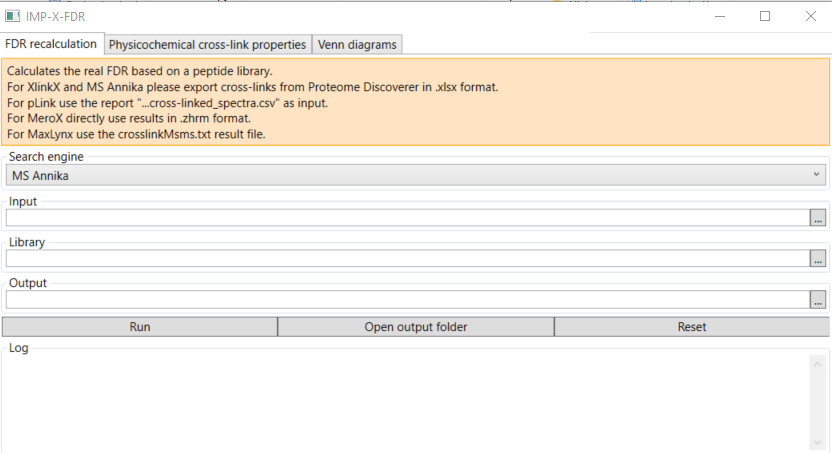 IMP-X-FDR
FDR recalculation Physicochemical cross-link properties Venn diagrams
Calculates the real FDR based on a peptide library.
For XlinkX and MS Annika please export cross-links from Proteome Discoverer in .xlsx format.
For pLink use the report "...cross-linked_spectra.csv" as input.
For MeroX directly use results in .zhrm format.
For MaxLynx use the crosslinkMsms.txt result file.
Search engine
MS Annika
Input
...
Library
...
Output
...
Run Open output folder Reset
Log